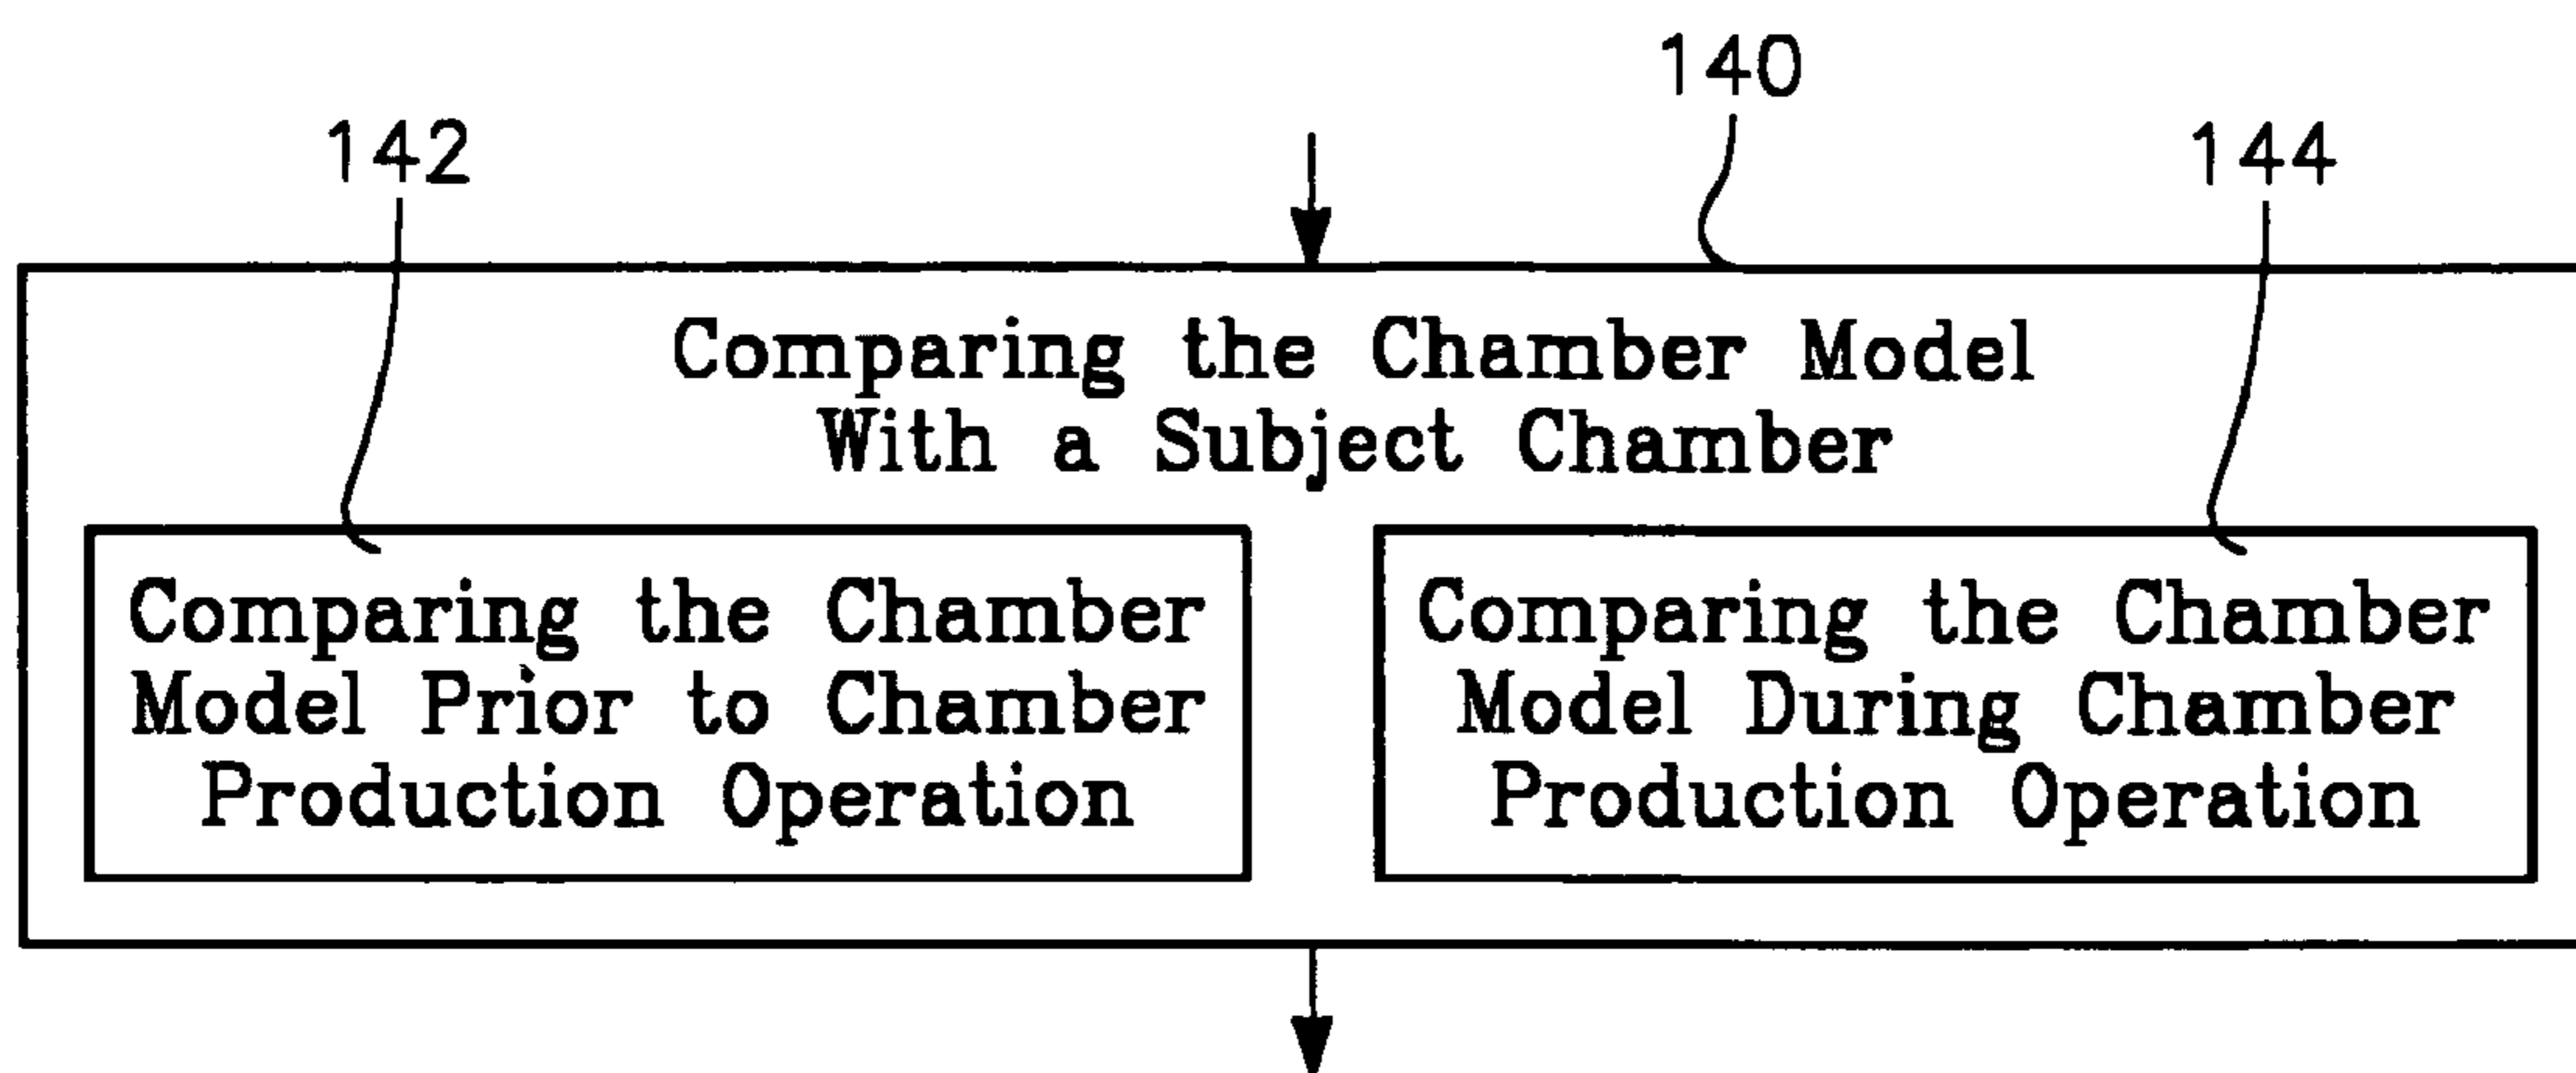 140
142
144
Comparing the Chamber Model
With a Subject Chamber
Comparing the Chamber
Model Prior to Chamber
Production Operation
Comparing the Chamber
Model During Chamber
Production Operation